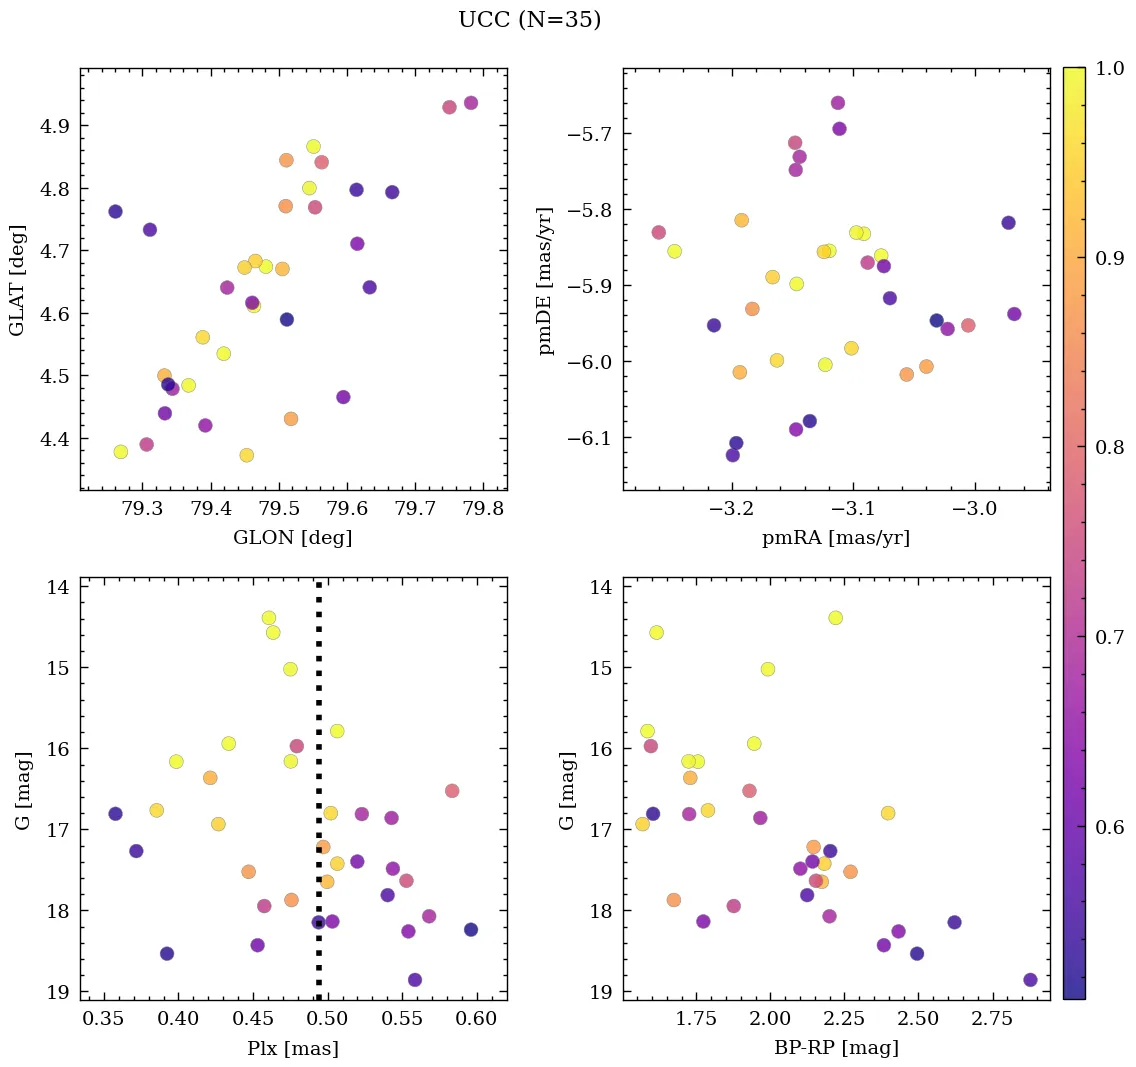 UCC (N=35)
4.9
4.8
4.7
4.6
4.5
4.4
GLAT [deg]
79.3 79.4 79.5 79.6 79.7 79.8
GLON [deg]
−5.7
−5.8
−5.9
−6.0
−6.1
pmDE [mas/yr]
−3.2 −3.1 −3.0
pmRA [mas/yr]
14
15
16
17
18
19
G [mag]
0.35 0.40 0.45 0.50 0.55 0.60
Plx [mas]
14
15
16
17
18
19
G [mag]
1.75 2.00 2.25 2.50 2.75
BP-RP [mag]
1.0
0.9
0.8
0.7
0.6